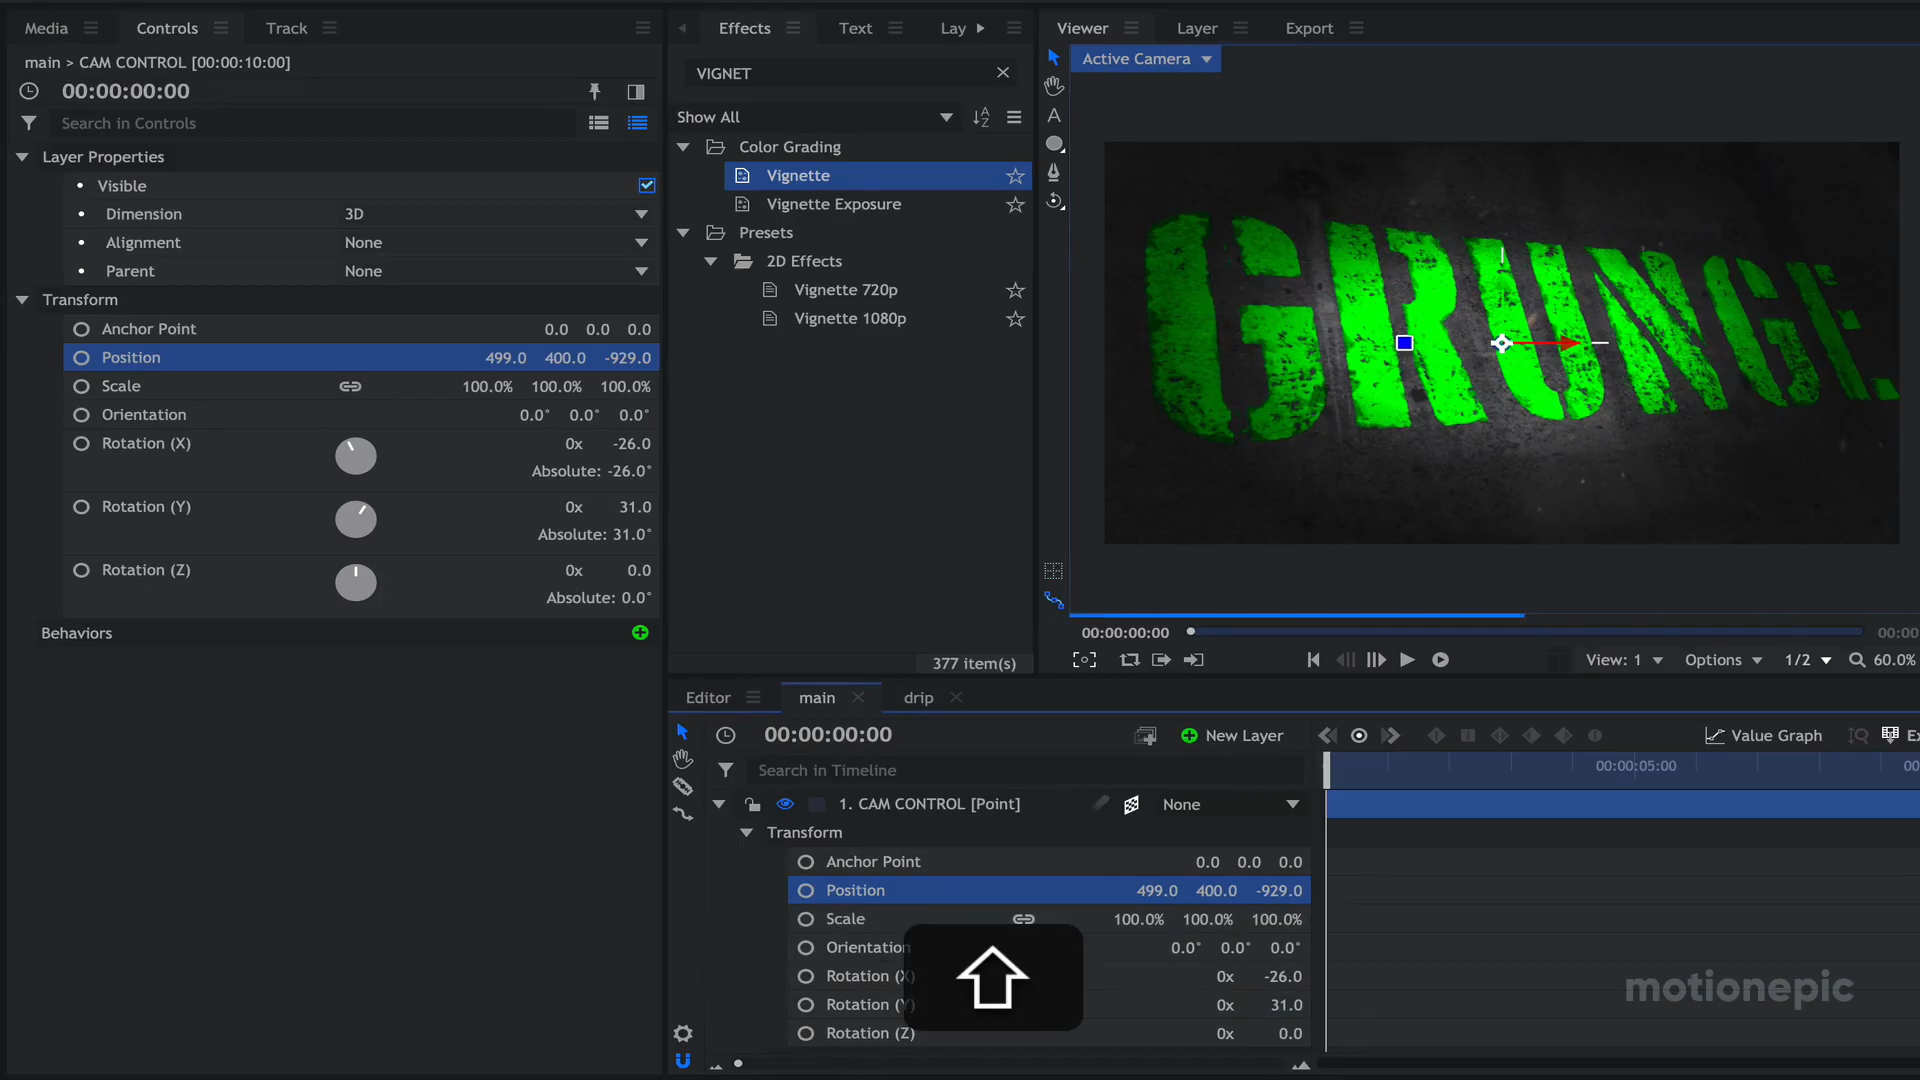 Media
Controls
Track
Effects
Text
Lay
Viewer
Layer
Export
main > CAM CONTROL [00:00:10:00]
00:00:00:00
Search in Controls
Layer Properties
Visible
Dimension 3D
Alignment None
Parent None
Transform
Anchor Point 0.0 0.0 0.0
Position 499.0 400.0 -929.0
Scale 100.0% 100.0% 100.0%
Orientation 0.0° 0.0° 0.0°
Rotation (X) 0x -26.0
Absolute: -26.0°
Rotation (Y) 0x 31.0
Absolute: 31.0°
Rotation (Z) 0x 0.0
Absolute: 0.0°
Behaviors
VIGNET
Show All
Color Grading
Vignette
Vignette Exposure
Presets
2D Effects
Vignette 720p
Vignette 1080p
377 item(s)
Active Camera
GRUNGE
00:00:00:00
00:00
View: 1 Options 1/2 60.0%
Editor
main
drip
00:00:00:00
New Layer
Value Graph
Ex
Search in Timeline
00:00:05:00
00
1. CAM CONTROL [Point] None
Transform
Anchor Point 0.0 0.0 0.0
Position 499.0 400.0 -929.0
Scale 100.0% 100.0% 100.0%
Orientation 0.0° 0.0° 0.0°
Rotation (X) 0x -26.0
Rotation (Y) 0x 31.0
Rotation (Z) 0x 0.0
motionepic